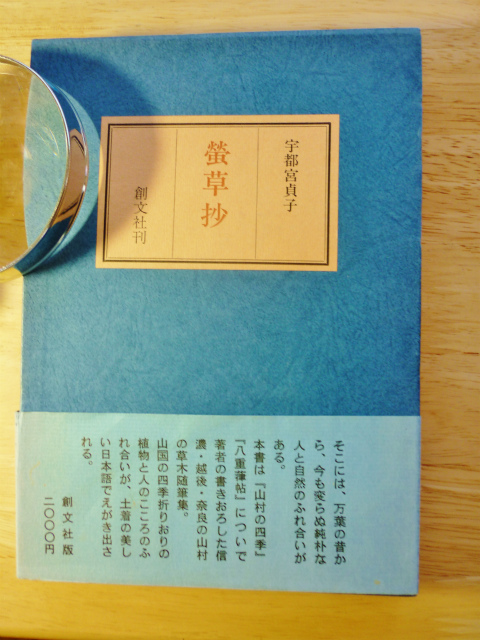 宇都宮貞子
螢草抄
創文社刊
そこには、万葉の昔か
ら、今も変らぬ純朴な
人と自然のふれ合いが
ある。
本書は『山村の四季』
『八重葎帖』についで
著者の書きおろした信
濃・越後・奈良の山村
の草木随筆集。
山国の四季折りおりの
植物と人のこころのふ
れ合いが、土着の美し
い日本語でえがき出さ
れる。
創文社版
二〇〇〇円